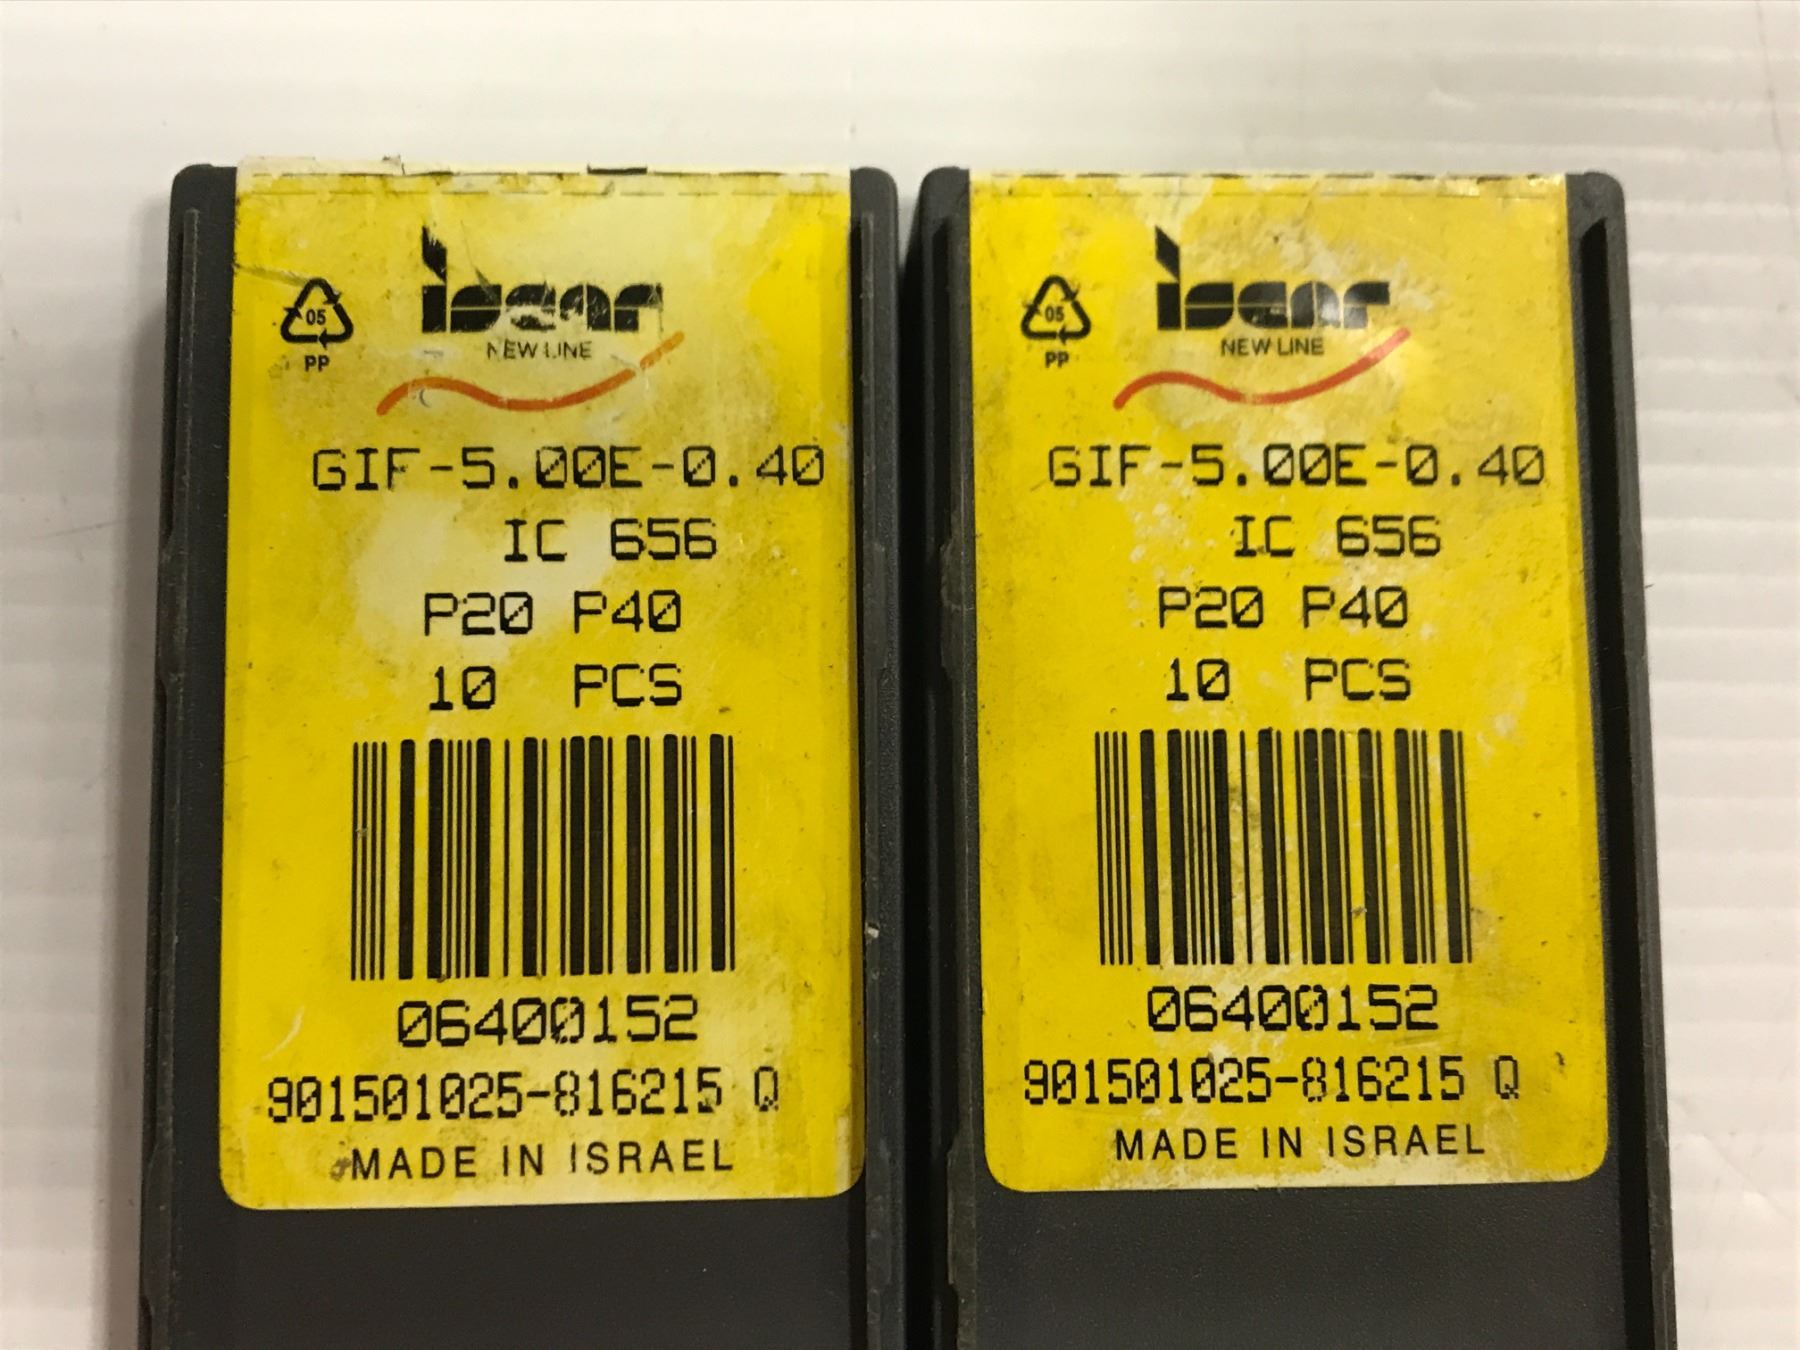 iscar
NEW LINE
05
PP
GIF-5.00E-0.40
IC 656
P20 P40
10 PCS
06400152
901501025-816215 Q
MADE IN ISRAEL
iscar
NEW LINE
05
PP
GIF-5.00E-0.40
IC 656
P20 P40
10 PCS
06400152
901501025-816215 Q
MADE IN ISRAEL